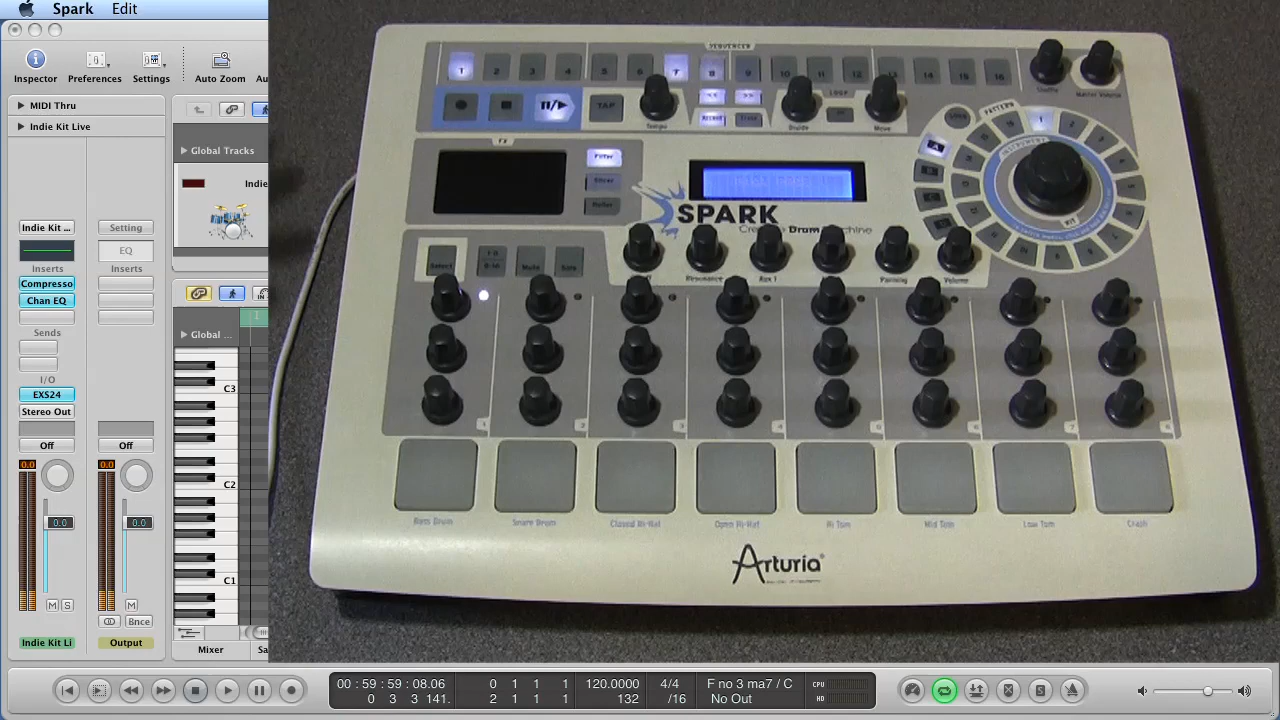 Spark Edit
Inspector Preferences Settings Auto Zoom Au
MIDI Thru
Indie Kit Live
Global Tracks
Indie
Indie Kit ... Setting
EQ
Inserts Inserts
Compress
Chan EQ
Sends
Global ...
I/O
EXS24
Stereo Out
Off Off
0.0 0.0
0.0 0.0
C3
C2
C1
M S M
Bnce
Indie Kit Li Output
Mixer Sa
SEQUENCER
1 2 3 4 5 6 7 8 9 10 11 12 13 14 15 16
Shuffle Master Volume
TAP
Tempo
<< >>
LOOP
Divide Move
PATTERN
FX
Filter
Slicer
Roller
SPARK
Creative Drum Machine
Select
Mute Solo
Resonance Aux 1 Panning Volume
1 2 3 4 5 6 7 8
Bass Drum Snare Drum Closed Hi-Hat Open Hi-Hat Hi Tom Mid Tom Low Tom Crash
Arturia
00 : 59 : 59 : 08.06 0 1 1 1 120.0000 4/4 F no 3 ma7 / C CPU
0 3 3 141. 2 1 1 1 132 /16 No Out HD